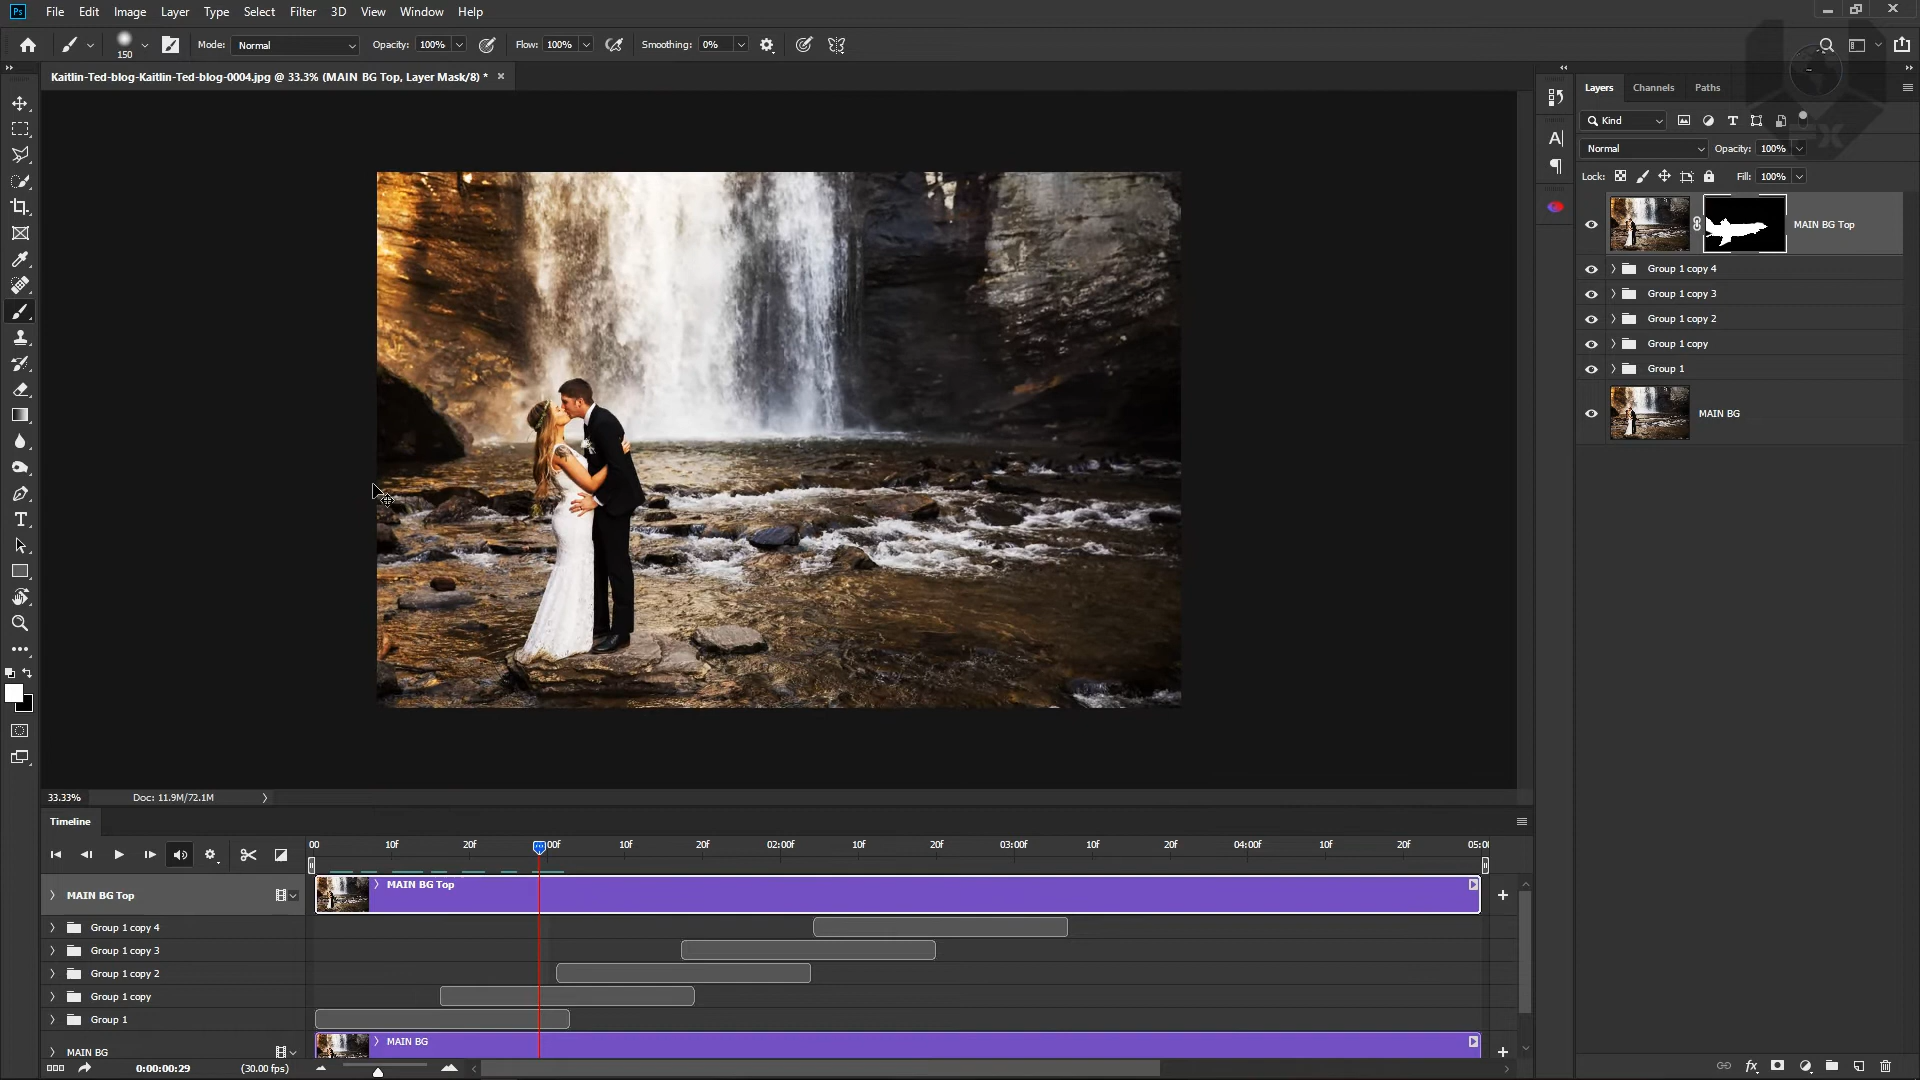 Ps File Edit Image Layer Type Select Filter 3D View Window Help
150 Mode: Normal Opacity: 100% Flow: 100% Smoothing: 0%
Kaitlin-Ted-blog-Kaitlin-Ted-blog-0004.jpg @ 33.3% (MAIN BG Top, Layer Mask/8) * ×
Layers Channels Paths
Kind
Normal Opacity: 100%
Lock: Fill: 100%
MAIN BG Top
Group 1 copy 4
Group 1 copy 3
Group 1 copy 2
Group 1 copy
Group 1
MAIN BG
33.33% Doc: 11.9M/72.1M
Timeline
00 10f 20f 00f 10f 20f 02:00f 10f 20f 03:00f 10f 20f 04:00f 10f 20f 05:00
MAIN BG Top MAIN BG Top
Group 1 copy 4
Group 1 copy 3
Group 1 copy 2
Group 1 copy
Group 1
MAIN BG MAIN BG
0:00:00:29 (30.00 fps)